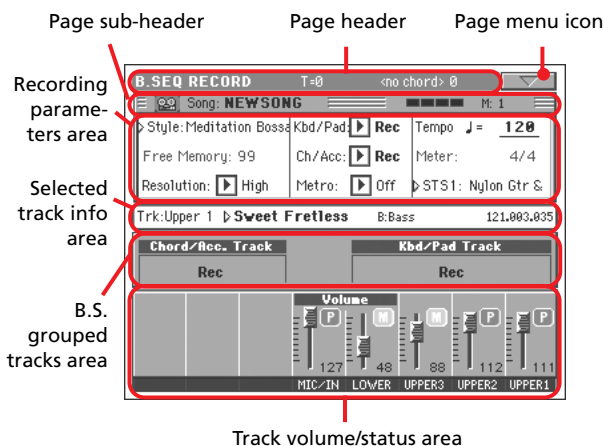 Page sub-header Page header Page menu icon
B.SEQ RECORD T=0 <no chord> 0
Recording parame-ters area
Song: NEWSONG M: 1
Style: Meditation Bossa Kbd/Pad: Rec Tempo ♩= 120
Free Memory: 99 Ch/Acc: Rec Meter: 4/4
Resolution: High Metro: Off STS1: Nylon Gtr &
Selected track info area
Trk:Upper 1 Sweet Fretless B:Bass 121.003.035
Chord/Acc. Track Kbd/Pad Track
Rec Rec
B.S. grouped tracks area
Volume
P M M P P
127 48 88 112 111
MIC/IN LOWER UPPER3 UPPER2 UPPER1
Track volume/status area